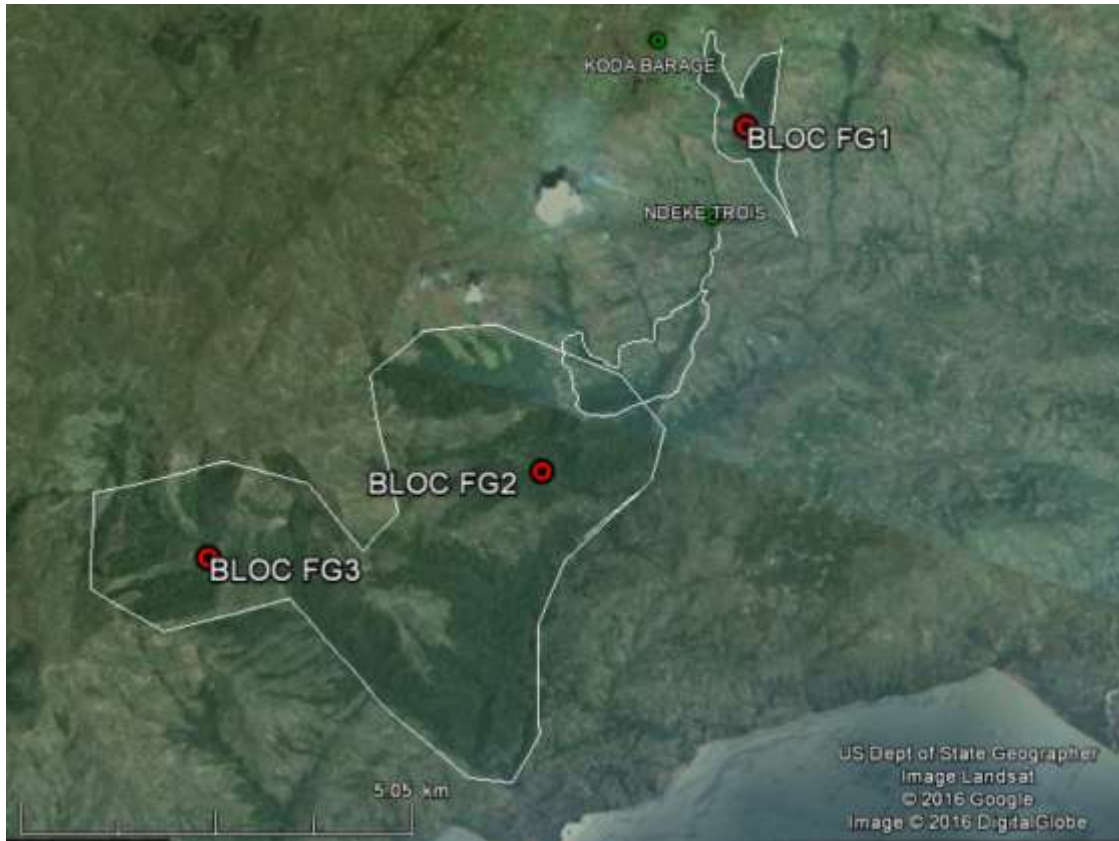 KODA BARAGE
BLOC FG1
NDEKE TROIS
BLOC FG2
BLOC FG3
5.05 km
US Dept of State Geographer
Image Landsat
© 2016 Google
Image © 2016 DigitalGlobe